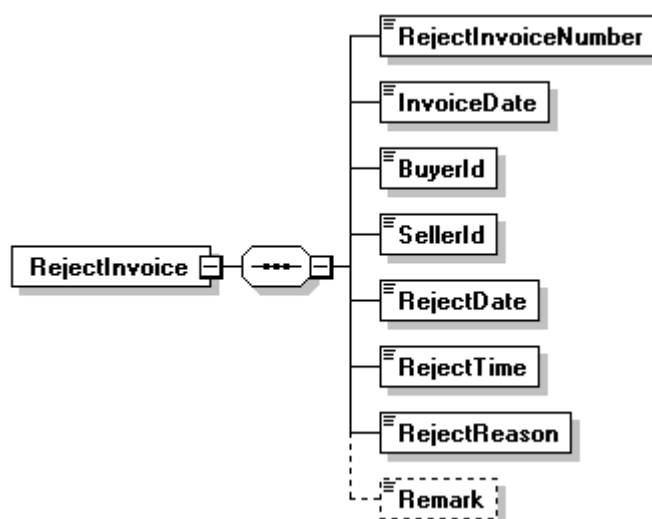 RejectInvoiceNumber
InvoiceDate
BuyerId
SellerId
RejectInvoice
RejectDate
RejectTime
RejectReason
Remark